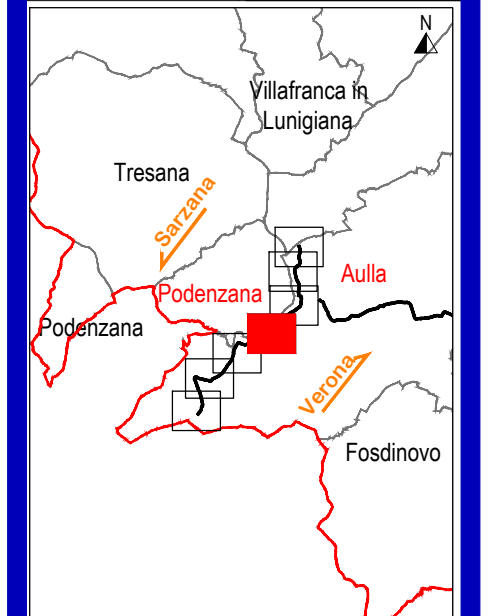 N
Villafranca in
Lunigiana
Tresana
Sarzana
Aulla
Podenzana
Podenzana
Verona
Fosdinovo